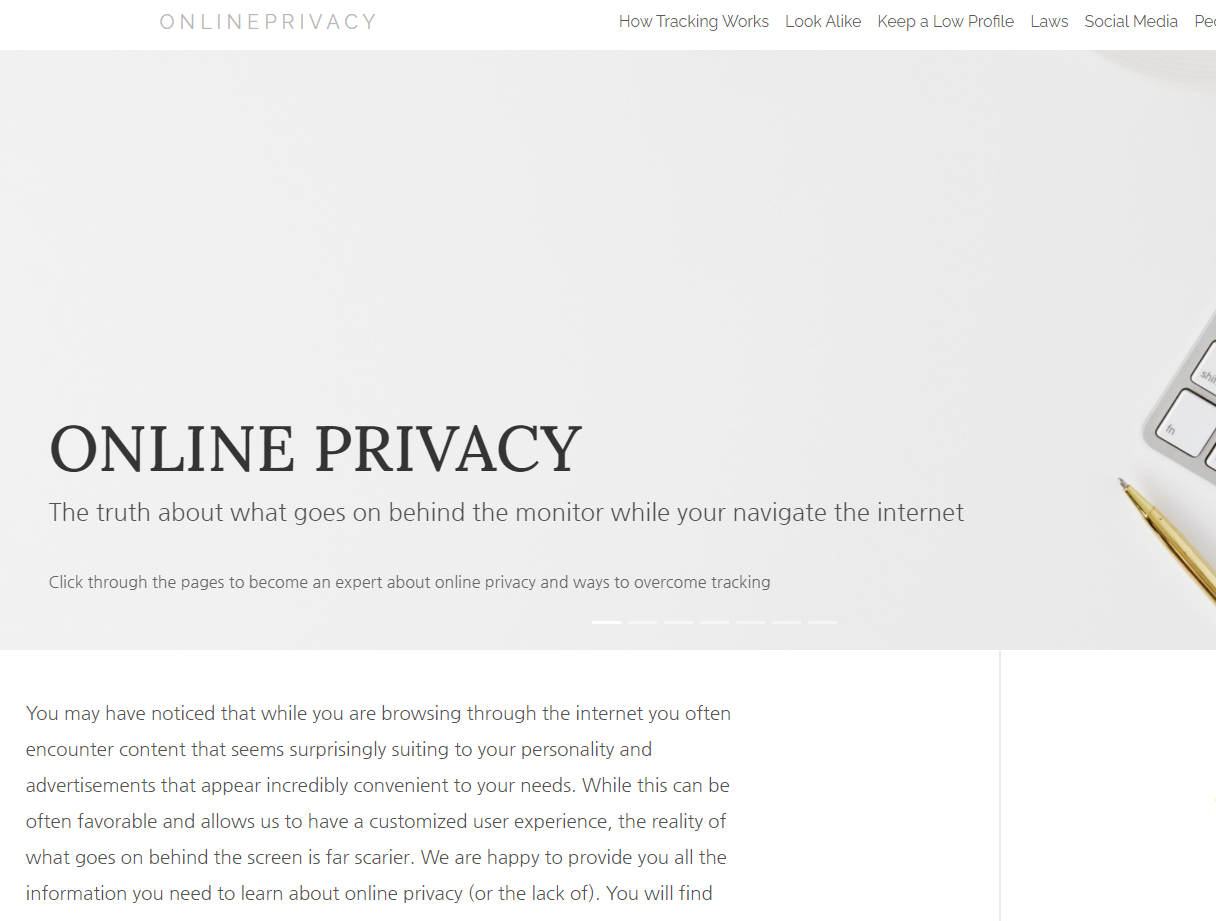 ONLINEPRIVACY
How Tracking Works Look Alike Keep a Low Profile Laws Social Media
fn
ONLINE PRIVACY
The truth about what goes on behind the monitor while your navigate the internet
Click through the pages to become an expert about online privacy and ways to overcome tracking
You may have noticed that while you are browsing through the internet you often
encounter content that seems surprisingly suiting to your personality and
advertisements that appear incredibly convenient to your needs. While this can be
often favorable and allows us to have a customized user experience, the reality of
what goes on behind the screen is far scarier. We are happy to provide you all the
information you need to learn about online privacy (or the lack of). You will find